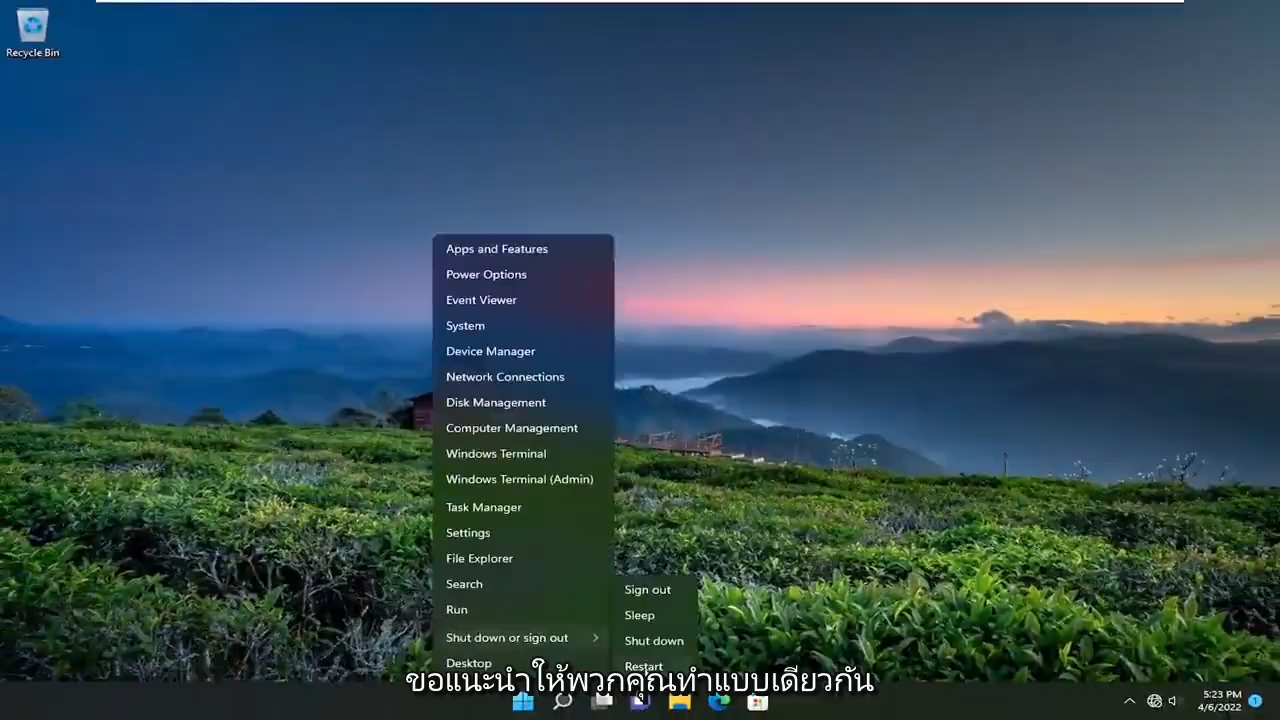 Recycle Bin
Apps and Features
Power Options
Event Viewer
System
Device Manager
Network Connections
Disk Management
Computer Management
Windows Terminal
Windows Terminal (Admin)
Task Manager
Settings
File Explorer
Search
Run
Shut down or sign out
Desktop
Sign out
Sleep
Shut down
Restart
ขอแนะนำให้พวกคุณทำแบบเดียวกัน
5:23 PM
4/6/2022
1